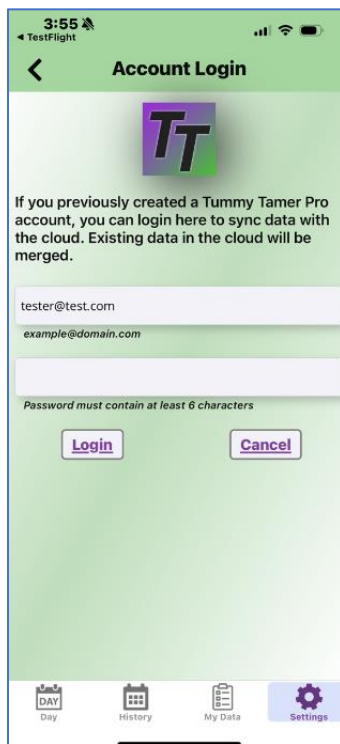 3:55
◄ TestFlight
Account Login
TT
If you previously created a Tummy Tamer Pro
account, you can login here to sync data with
the cloud. Existing data in the cloud will be
merged.
tester@test.com
example@domain.com
Password must contain at least 6 characters
Login
Cancel
DAY
Day
History
My Data
Settings